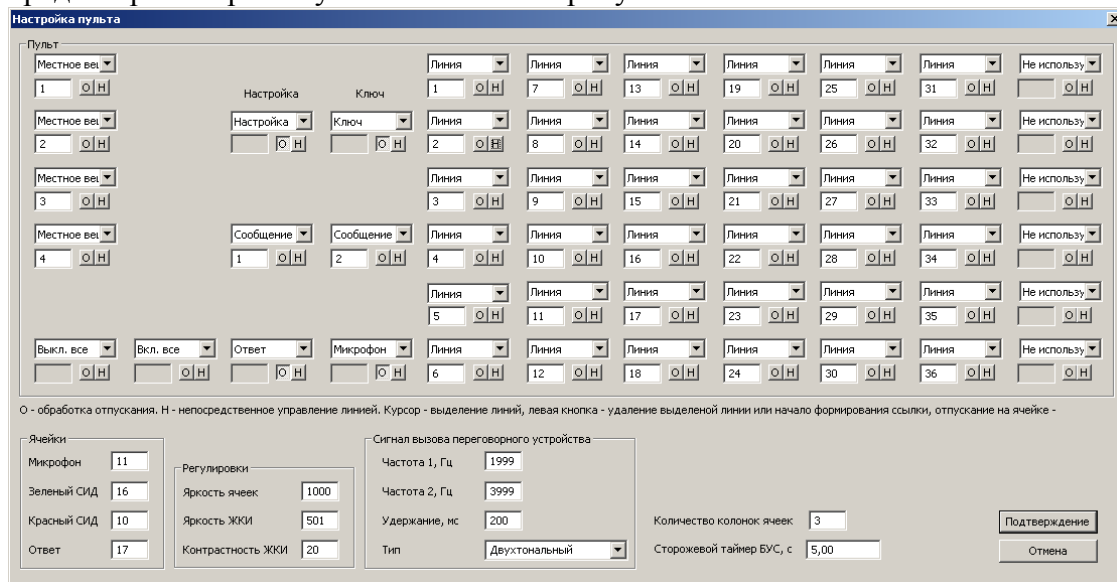 Настройка пульта
Пульт
Местное вещ Линия Линия Линия Линия Линия Линия Не использу
1 О Н Настройка Ключ 1 О Н 7 О Н 13 О Н 19 О Н 25 О Н 31 О Н О Н
Местное вещ Настройка Ключ Линия Линия Линия Линия Линия Линия Не использу
2 О Н О Н О Н 2 О Н 8 О Н 14 О Н 20 О Н 26 О Н 32 О Н О Н
Местное вещ Линия Линия Линия Линия Линия Линия Не использу
3 О Н 3 О Н 9 О Н 15 О Н 21 О Н 27 О Н 33 О Н О Н
Местное вещ Сообщение Сообщение Линия Линия Линия Линия Линия Линия Не использу
4 О Н 1 О Н 2 О Н 4 О Н 10 О Н 16 О Н 22 О Н 28 О Н 34 О Н О Н
Линия Линия Линия Линия Линия Линия Не использу
5 О Н 11 О Н 17 О Н 23 О Н 29 О Н 35 О Н О Н
Выкл. все Вкл. все Ответ Микрофон Линия Линия Линия Линия Линия Линия Не использу
О Н О Н О Н О Н 6 О Н 12 О Н 18 О Н 24 О Н 30 О Н 36 О Н О Н
О - обработка отпускания. Н - непосредственное управление линией. Курсор - выделение линий, левая кнопка - удаление выделеной линии или начало формирования ссылки, отпускание на ячейке -
Ячейки
Микрофон 11
Зеленый СИД 16
Красный СИД 10
Ответ 17
Регулировки
Яркость ячеек 1000
Яркость ЖКИ 501
Контрастность ЖКИ 20
Сигнал вызова переговорного устройства
Частота 1, Гц 1999
Частота 2, Гц 3999
Удержание, мс 200
Тип Двухтональный
Количество колонок ячеек 3
Сторожевой таймер БУС, с 5,00
Подтверждение
Отмена